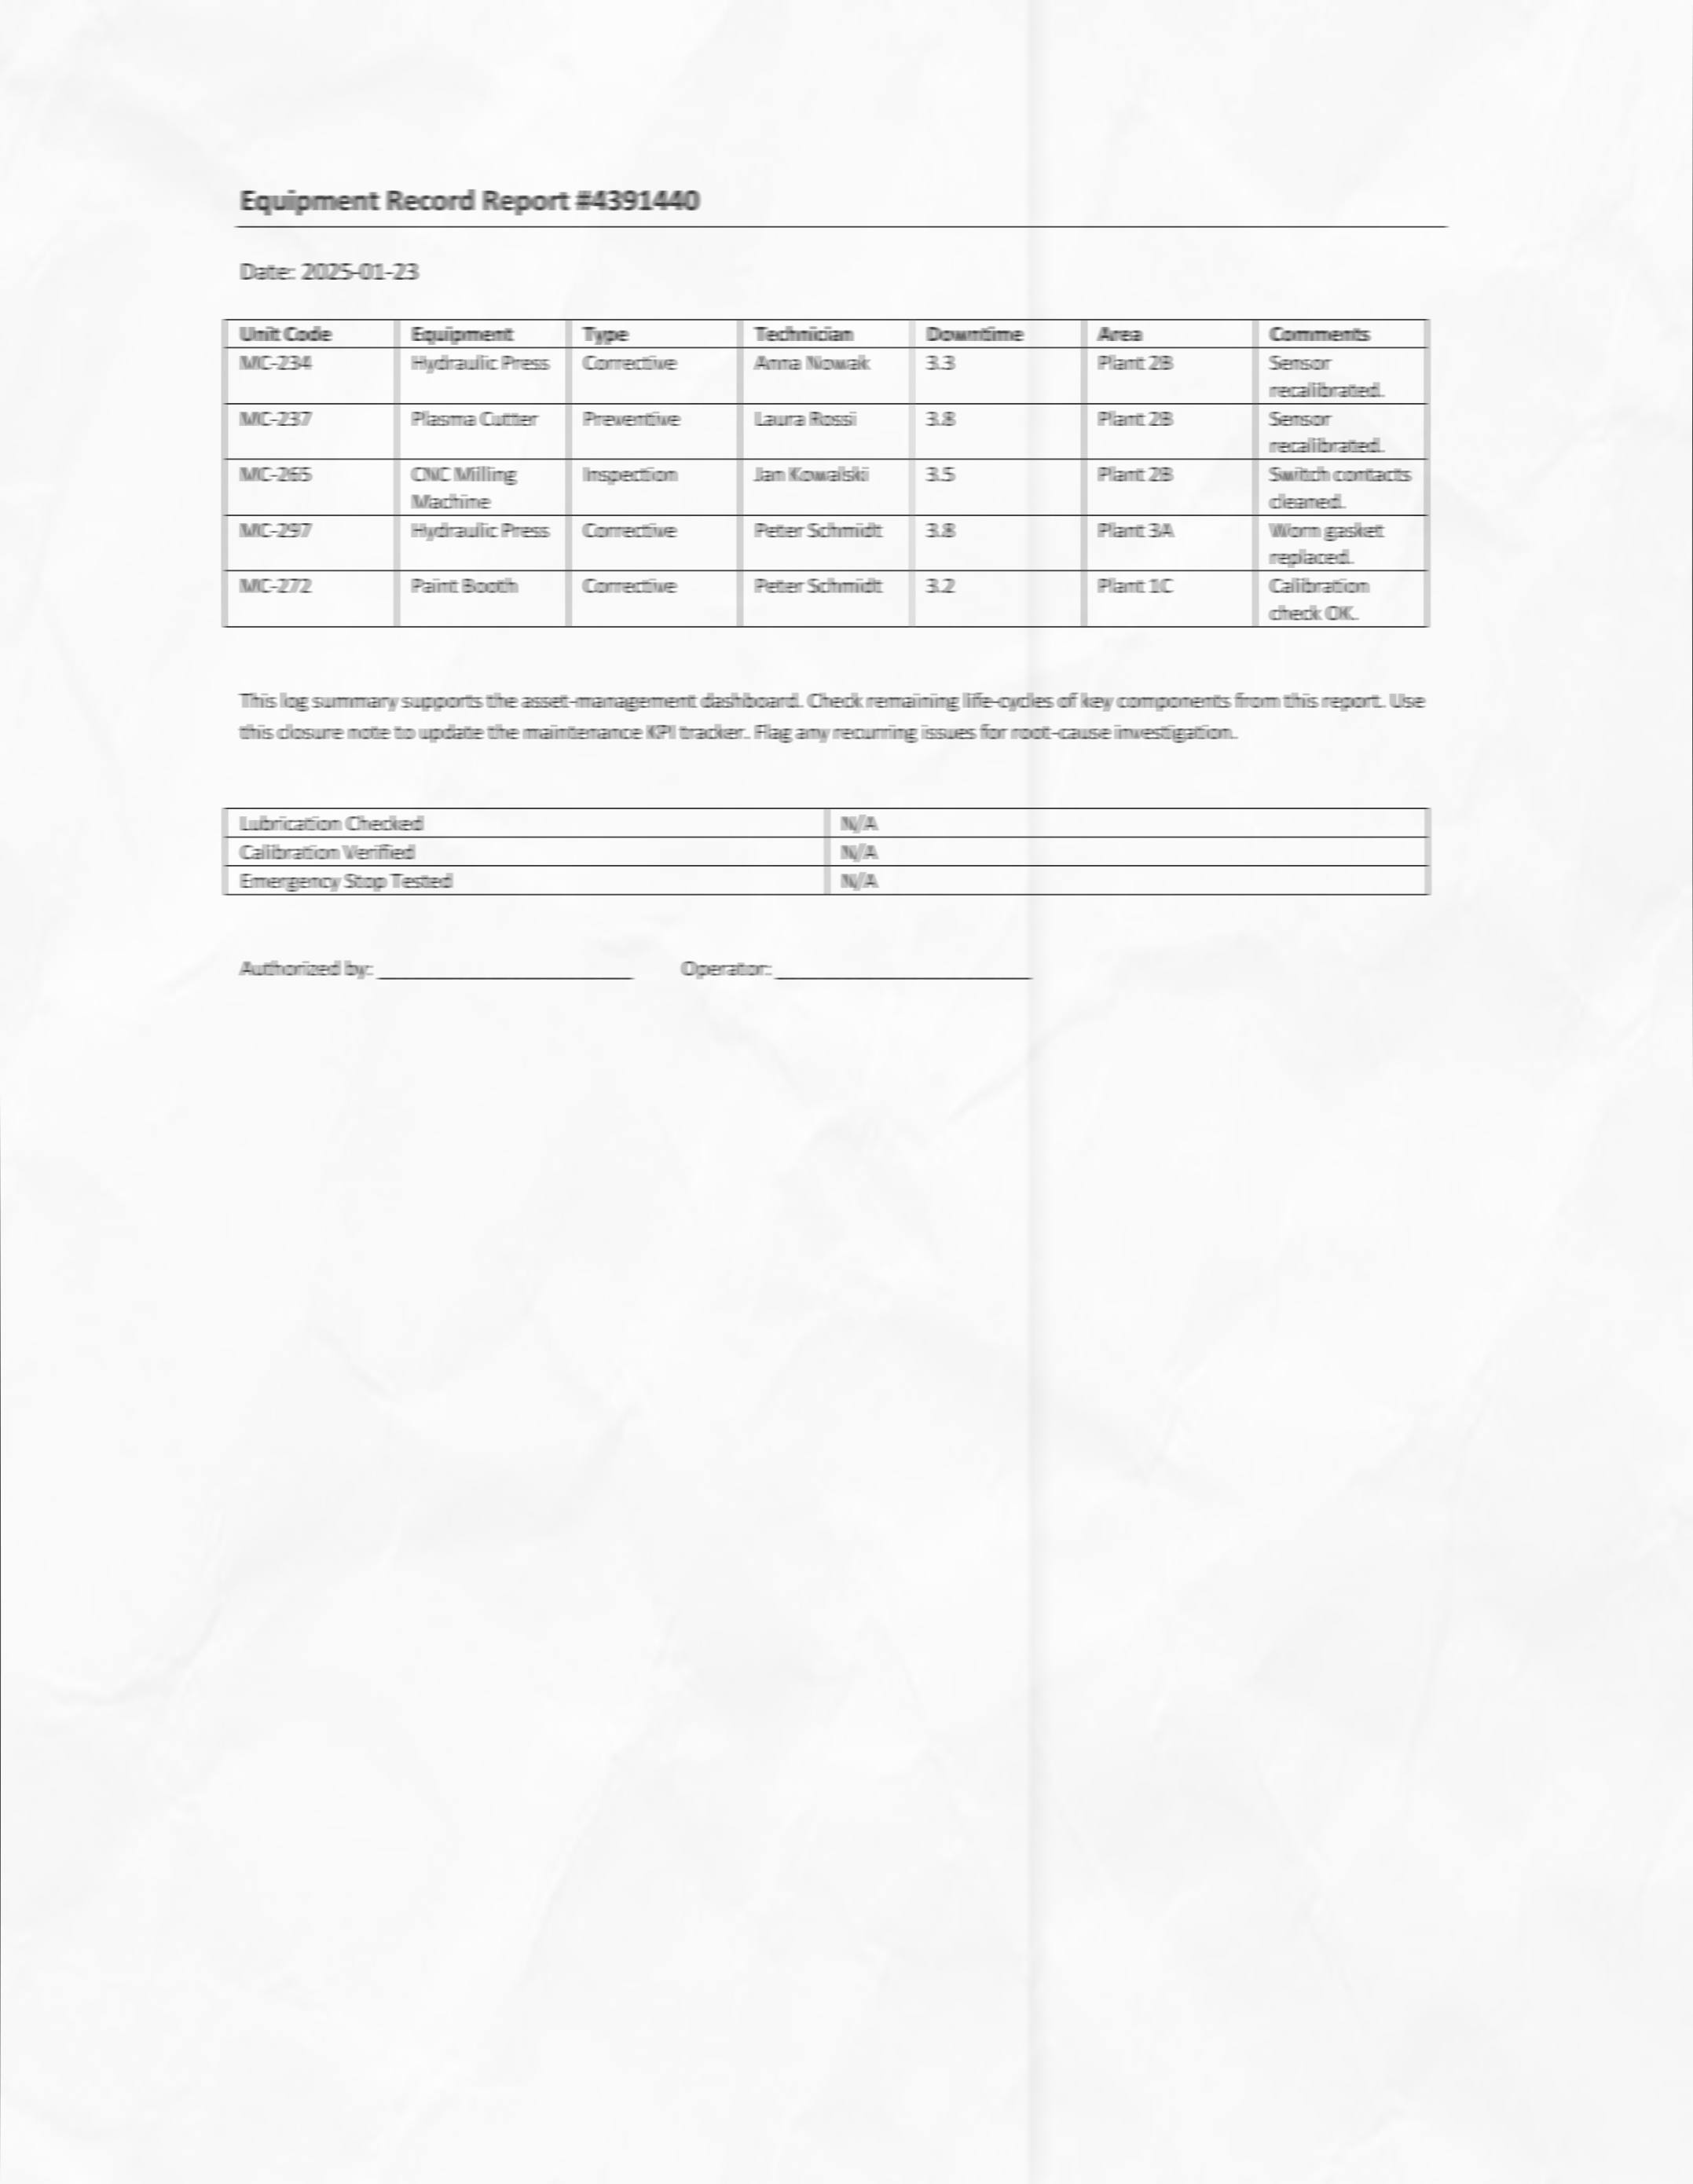 Equipment Record Report #4391440
Date: 2025-01-23
Unit Code Equipment Type Technician Downtime Area Comments
MC-234 Hydraulic Press Corrective Anna Nowak 3.3 Plant 2B Sensor
recalibrated.
MC-237 Plasma Cutter Preventive Laura Rossi 3.8 Plant 2B Sensor
recalibrated.
MC-265 CNC Milling Inspection Jan Kowalski 3.5 Plant 2B Switch contacts
Machine cleaned.
MC-297 Hydraulic Press Corrective Peter Schmidt 3.8 Plant 3A Worn gasket
replaced.
MC-272 Paint Booth Corrective Peter Schmidt 3.2 Plant 1C Calibration
check OK.
This log summary supports the asset-management dashboard. Check remaining life-cycles of key components from this report. Use
this closure note to update the maintenance KPI tracker. Flag any recurring issues for root-cause investigation.
Lubrication Checked N/A
Calibration Verified N/A
Emergency Stop Tested N/A
Authorized by: ____________________ Operator: ____________________